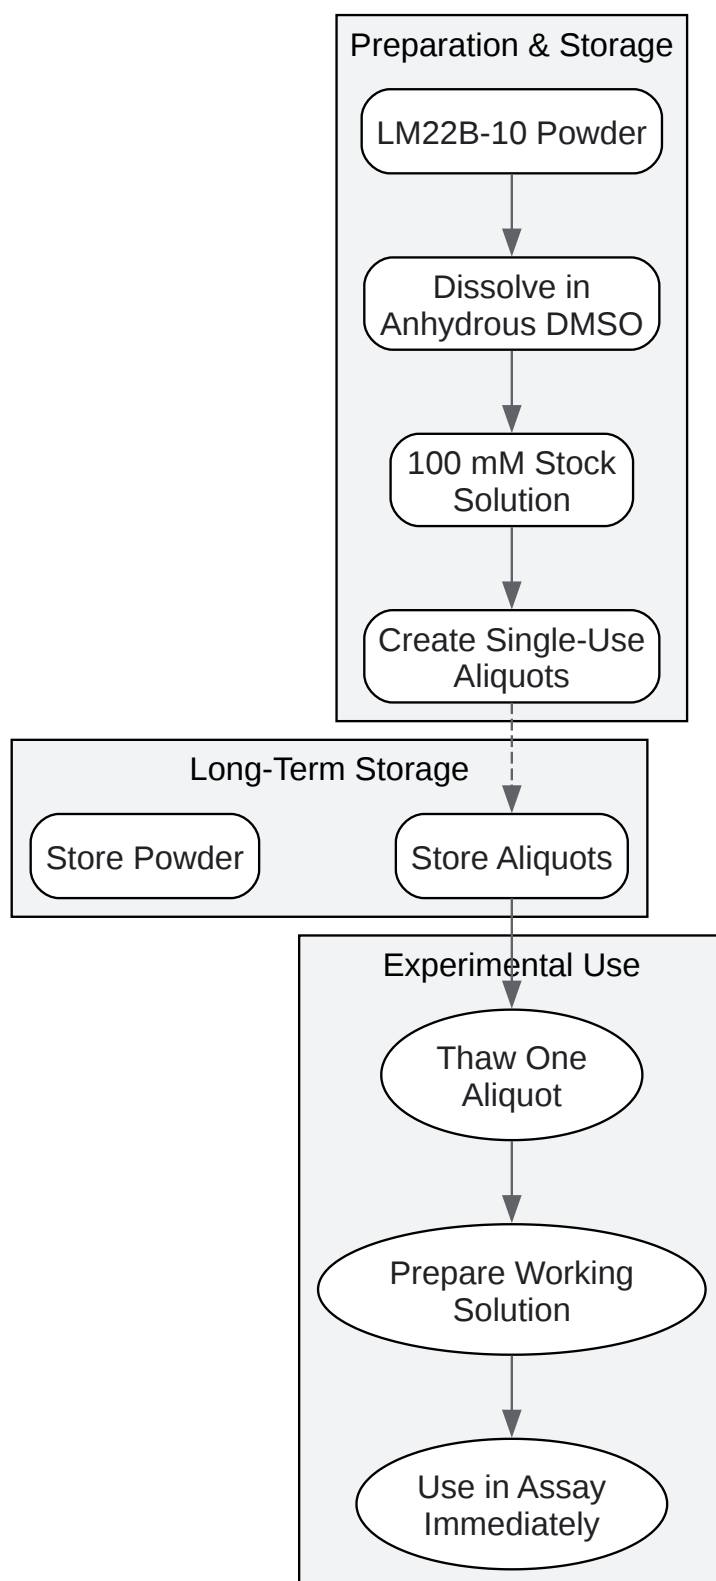 Preparation & Storage
LM22B-10 Powder
Dissolve in
Anhydrous DMSO
100 mM Stock
Solution
Create Single-Use
Aliquots
Long-Term Storage
Store Powder
Store Aliquots
Experimental Use
Thaw One
Aliquot
Prepare Working
Solution
Use in Assay
Immediately